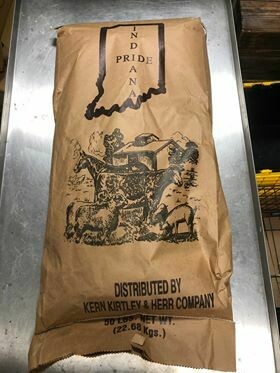 INDIANA
PRIDE
DISTRIBUTED BY
KERN KIRTLEY & HERR COMPANY
50 LBS. NET WT.
(22.68 Kgs.)